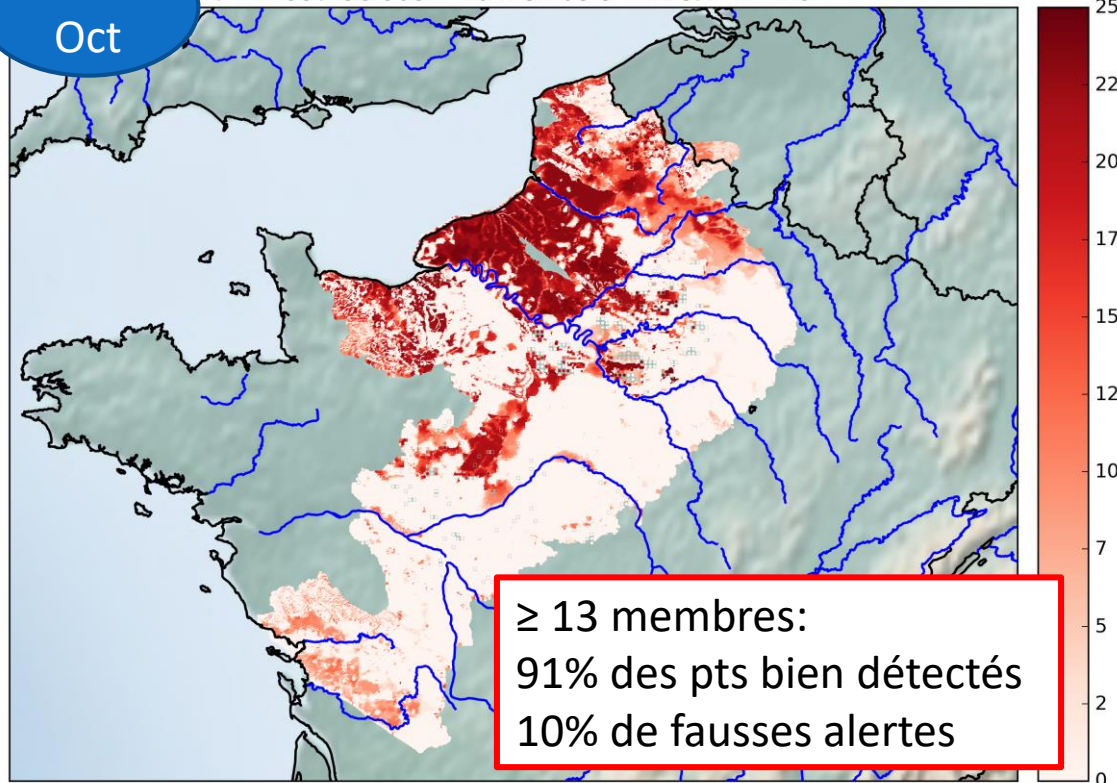 Oct
25
22
20
17
15
12
10
7
5
2
0
≥ 13 membres:
91% des pts bien détectés
10% de fausses alertes